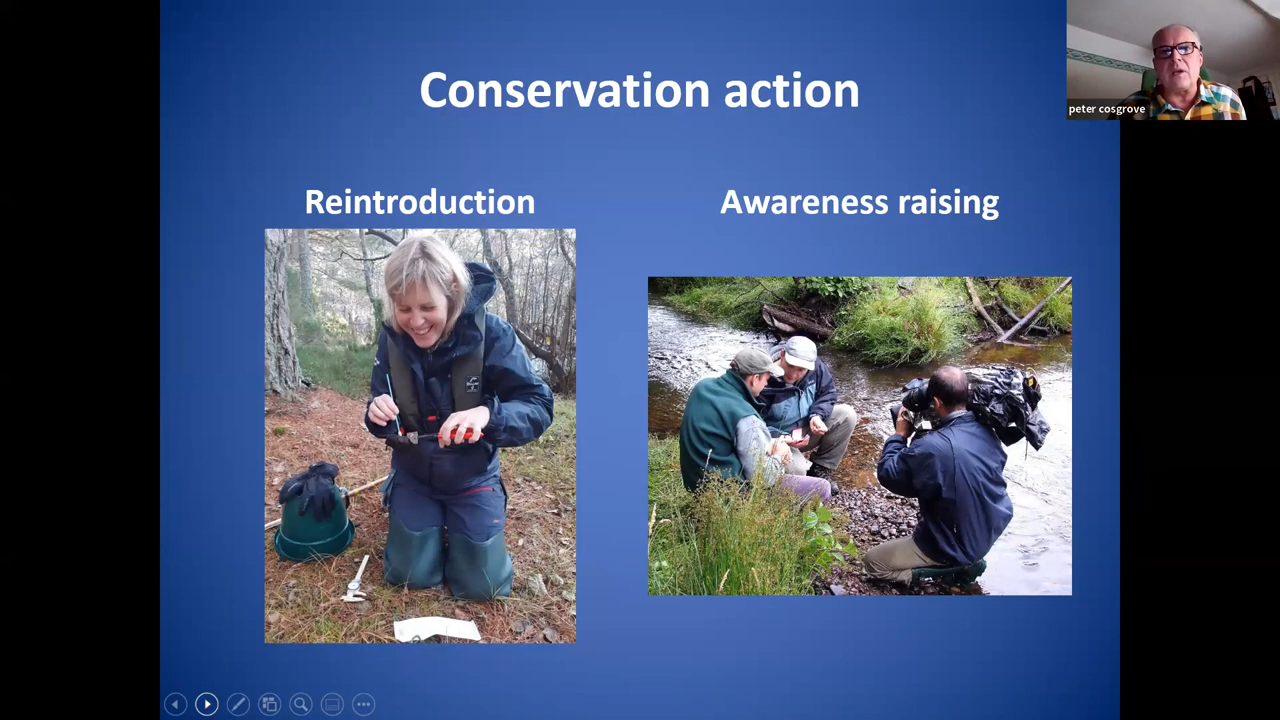 Conservation action
peter cosgrove
Reintroduction
Awareness raising